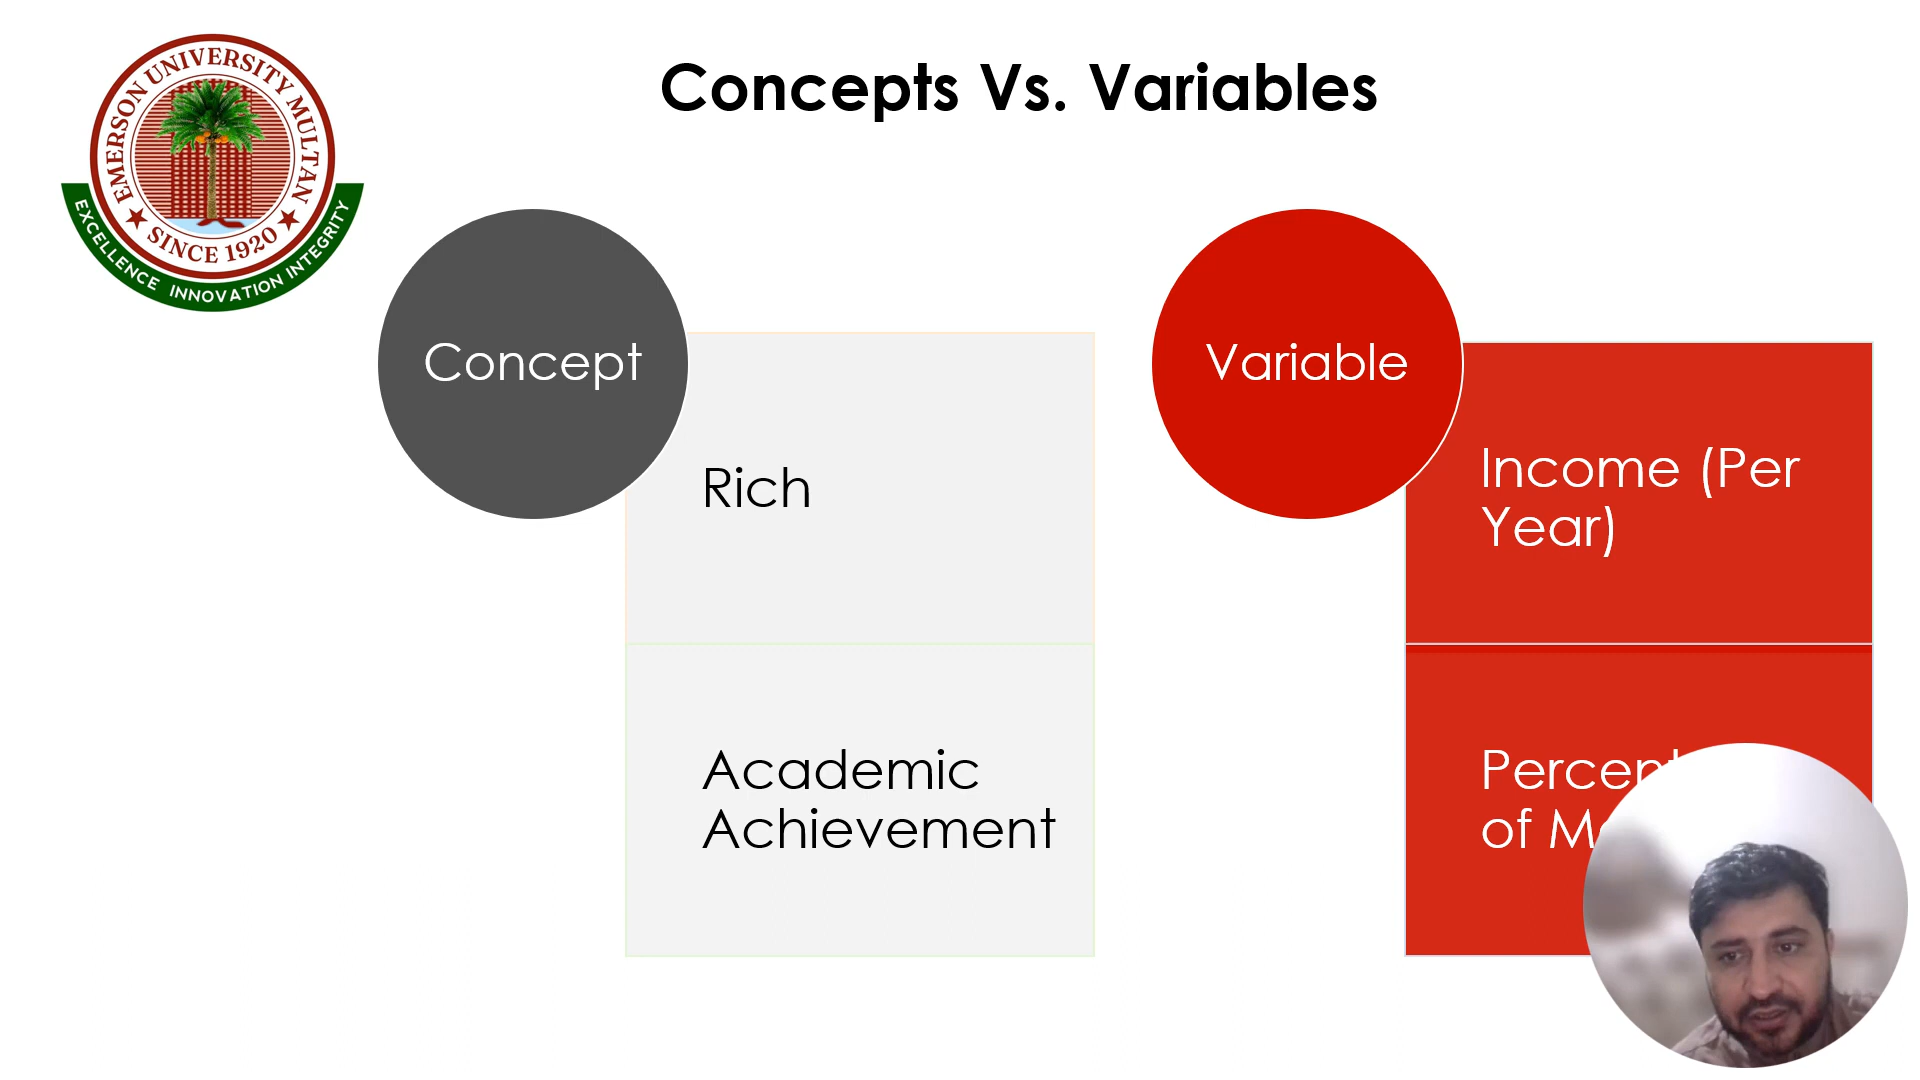 EMERSON UNIVERSITY MULTAN
SINCE 1920
EXCELLENCE INNOVATION INTEGRITY
Concepts Vs. Variables
Concept
Rich
Academic
Achievement
Variable
Income (Per
Year)
of